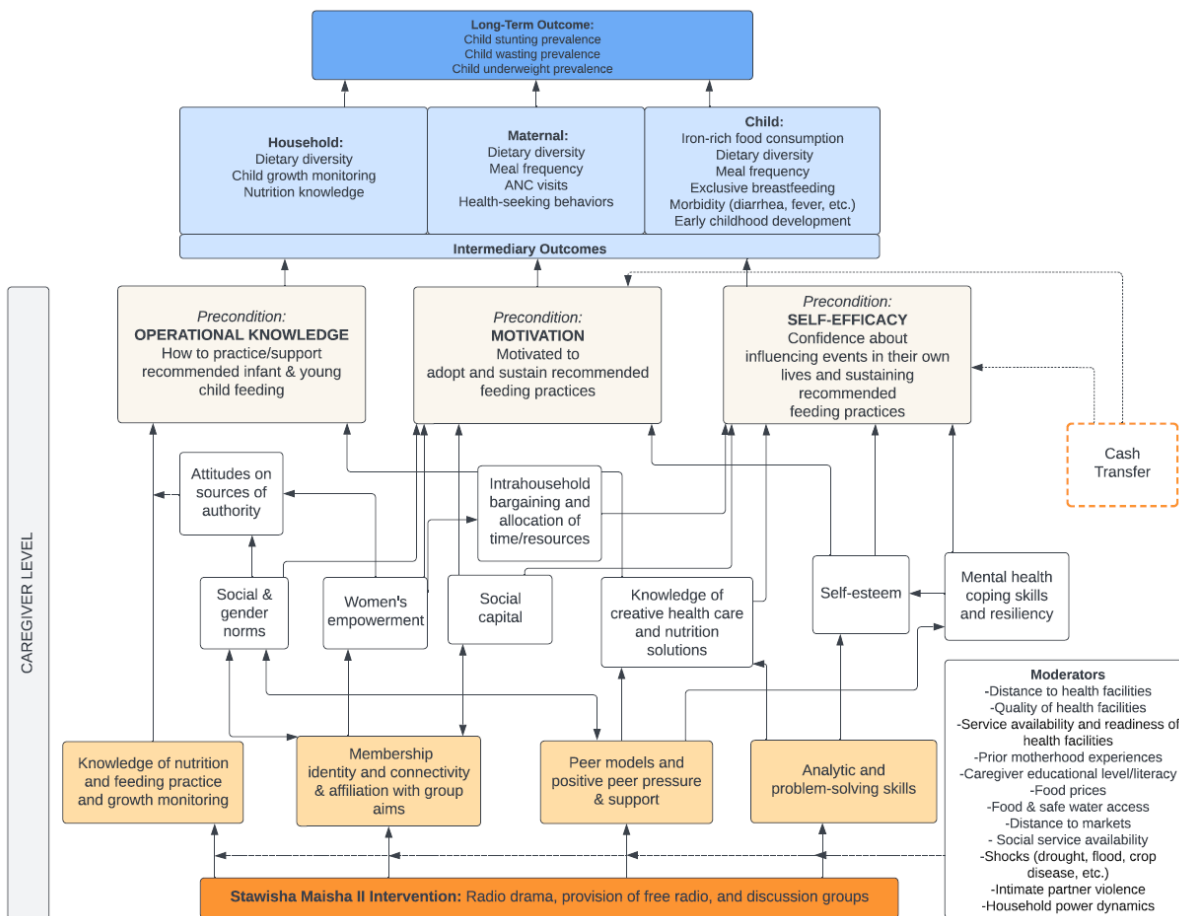 Long-Term Outcome:
Child stunting prevalence
Child wasting prevalence
Child underweight prevalence
Household:
Dietary diversity
Child growth monitoring
Nutrition knowledge
Maternal:
Dietary diversity
Meal frequency
ANC visits
Health-seeking behaviors
Child:
Iron-rich food consumption
Dietary diversity
Meal frequency
Exclusive breastfeeding
Morbidity (diarrhea, fever, etc.)
Early childhood development
Intermediary Outcomes
CAREGIVER LEVEL
Precondition:
OPERATIONAL KNOWLEDGE
How to practice/support
recommended infant & young
child feeding
Precondition:
MOTIVATION
Motivated to
adopt and sustain recommended
feeding practices
Precondition:
SELF-EFFICACY
Confidence about
influencing events in their own
lives and sustaining
recommended
feeding practices
Cash
Transfer
Attitudes on
sources of
authority
Intrahousehold
bargaining and
allocation of
time/resources
Social &
gender
norms
Women's
empowerment
Social
capital
Knowledge of
creative health care
and nutrition
solutions
Self-esteem
Mental health
coping skills
and resiliency
Knowledge of nutrition
and feeding practice
and growth monitoring
Membership
identity and connectivity
& affiliation with group
aims
Peer models and
positive peer pressure
& support
Analytic and
problem-solving skills
Moderators
-Distance to health facilities
-Quality of health facilities
-Service availability and readiness of
health facilities
-Prior motherhood experiences
-Caregiver educational level/literacy
-Food prices
-Food & safe water access
-Distance to markets
-Social service availability
-Shocks (drought, flood, crop
disease, etc.)
-Intimate partner violence
-Household power dynamics
Stawisha Maisha II Intervention: Radio drama, provision of free radio, and discussion groups